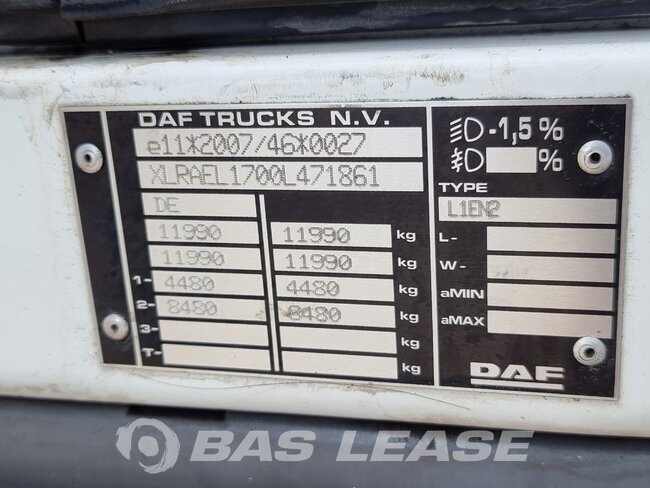 DAF TRUCKS N.V.
e11*2007/46*0027
XLRAEL1700L471861
DE
11990 11990 kg
11990 11990 kg
1- 4480 4480 kg
2- 8480 8480 kg
3- kg
T- kg
-1,5 %
%
TYPE
L1EN2
L-
W-
aMIN
aMAX
DAF
BAS LEASE